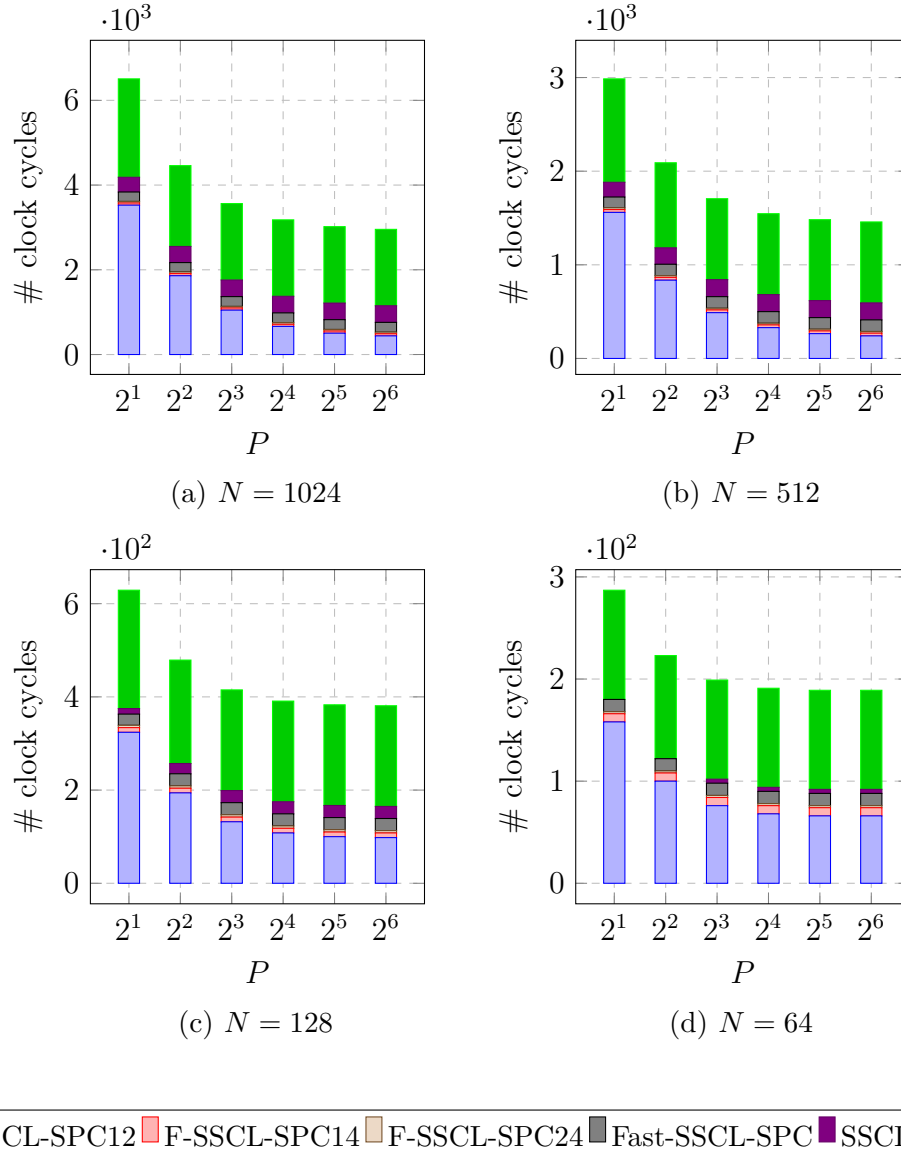 ·10³
·10³
# clock cycles
6
4
2
0
2¹ 2² 2³ 2⁴ 2⁵ 2⁶
P
(a) N = 1024
# clock cycles
3
2
1
0
2¹ 2² 2³ 2⁴ 2⁵ 2⁶
P
(b) N = 512
·10²
·10²
# clock cycles
6
4
2
0
2¹ 2² 2³ 2⁴ 2⁵ 2⁶
P
(c) N = 128
# clock cycles
3
2
1
0
2¹ 2² 2³ 2⁴ 2⁵ 2⁶
P
(d) N = 64
CL-SPC12 F-SSCL-SPC14 F-SSCL-SPC24 Fast-SSCL-SPC